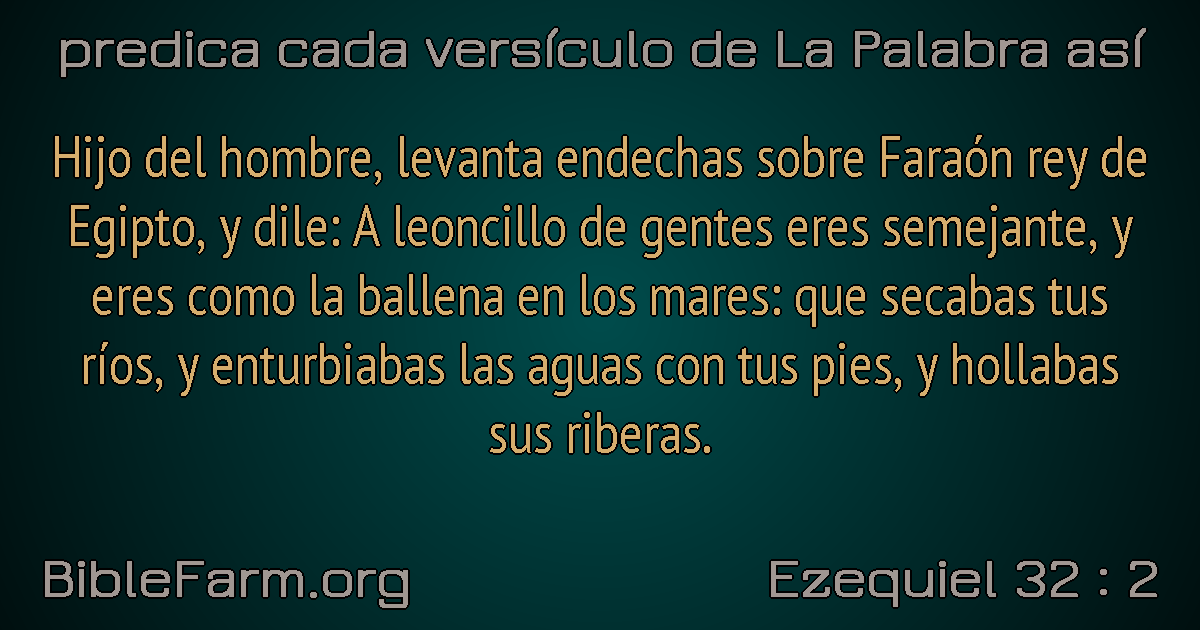 predica cada versículo de La Palabra así
Hijo del hombre, levanta endechas sobre Faraón rey de
Egipto, y dile: A leoncillo de gentes eres semejante, y
eres como la ballena en los mares: que secabas tus
ríos, y enturbiabas las aguas con tus pies, y hollabas
sus riberas.
BibleFarm.org
Ezequiel 32 : 2